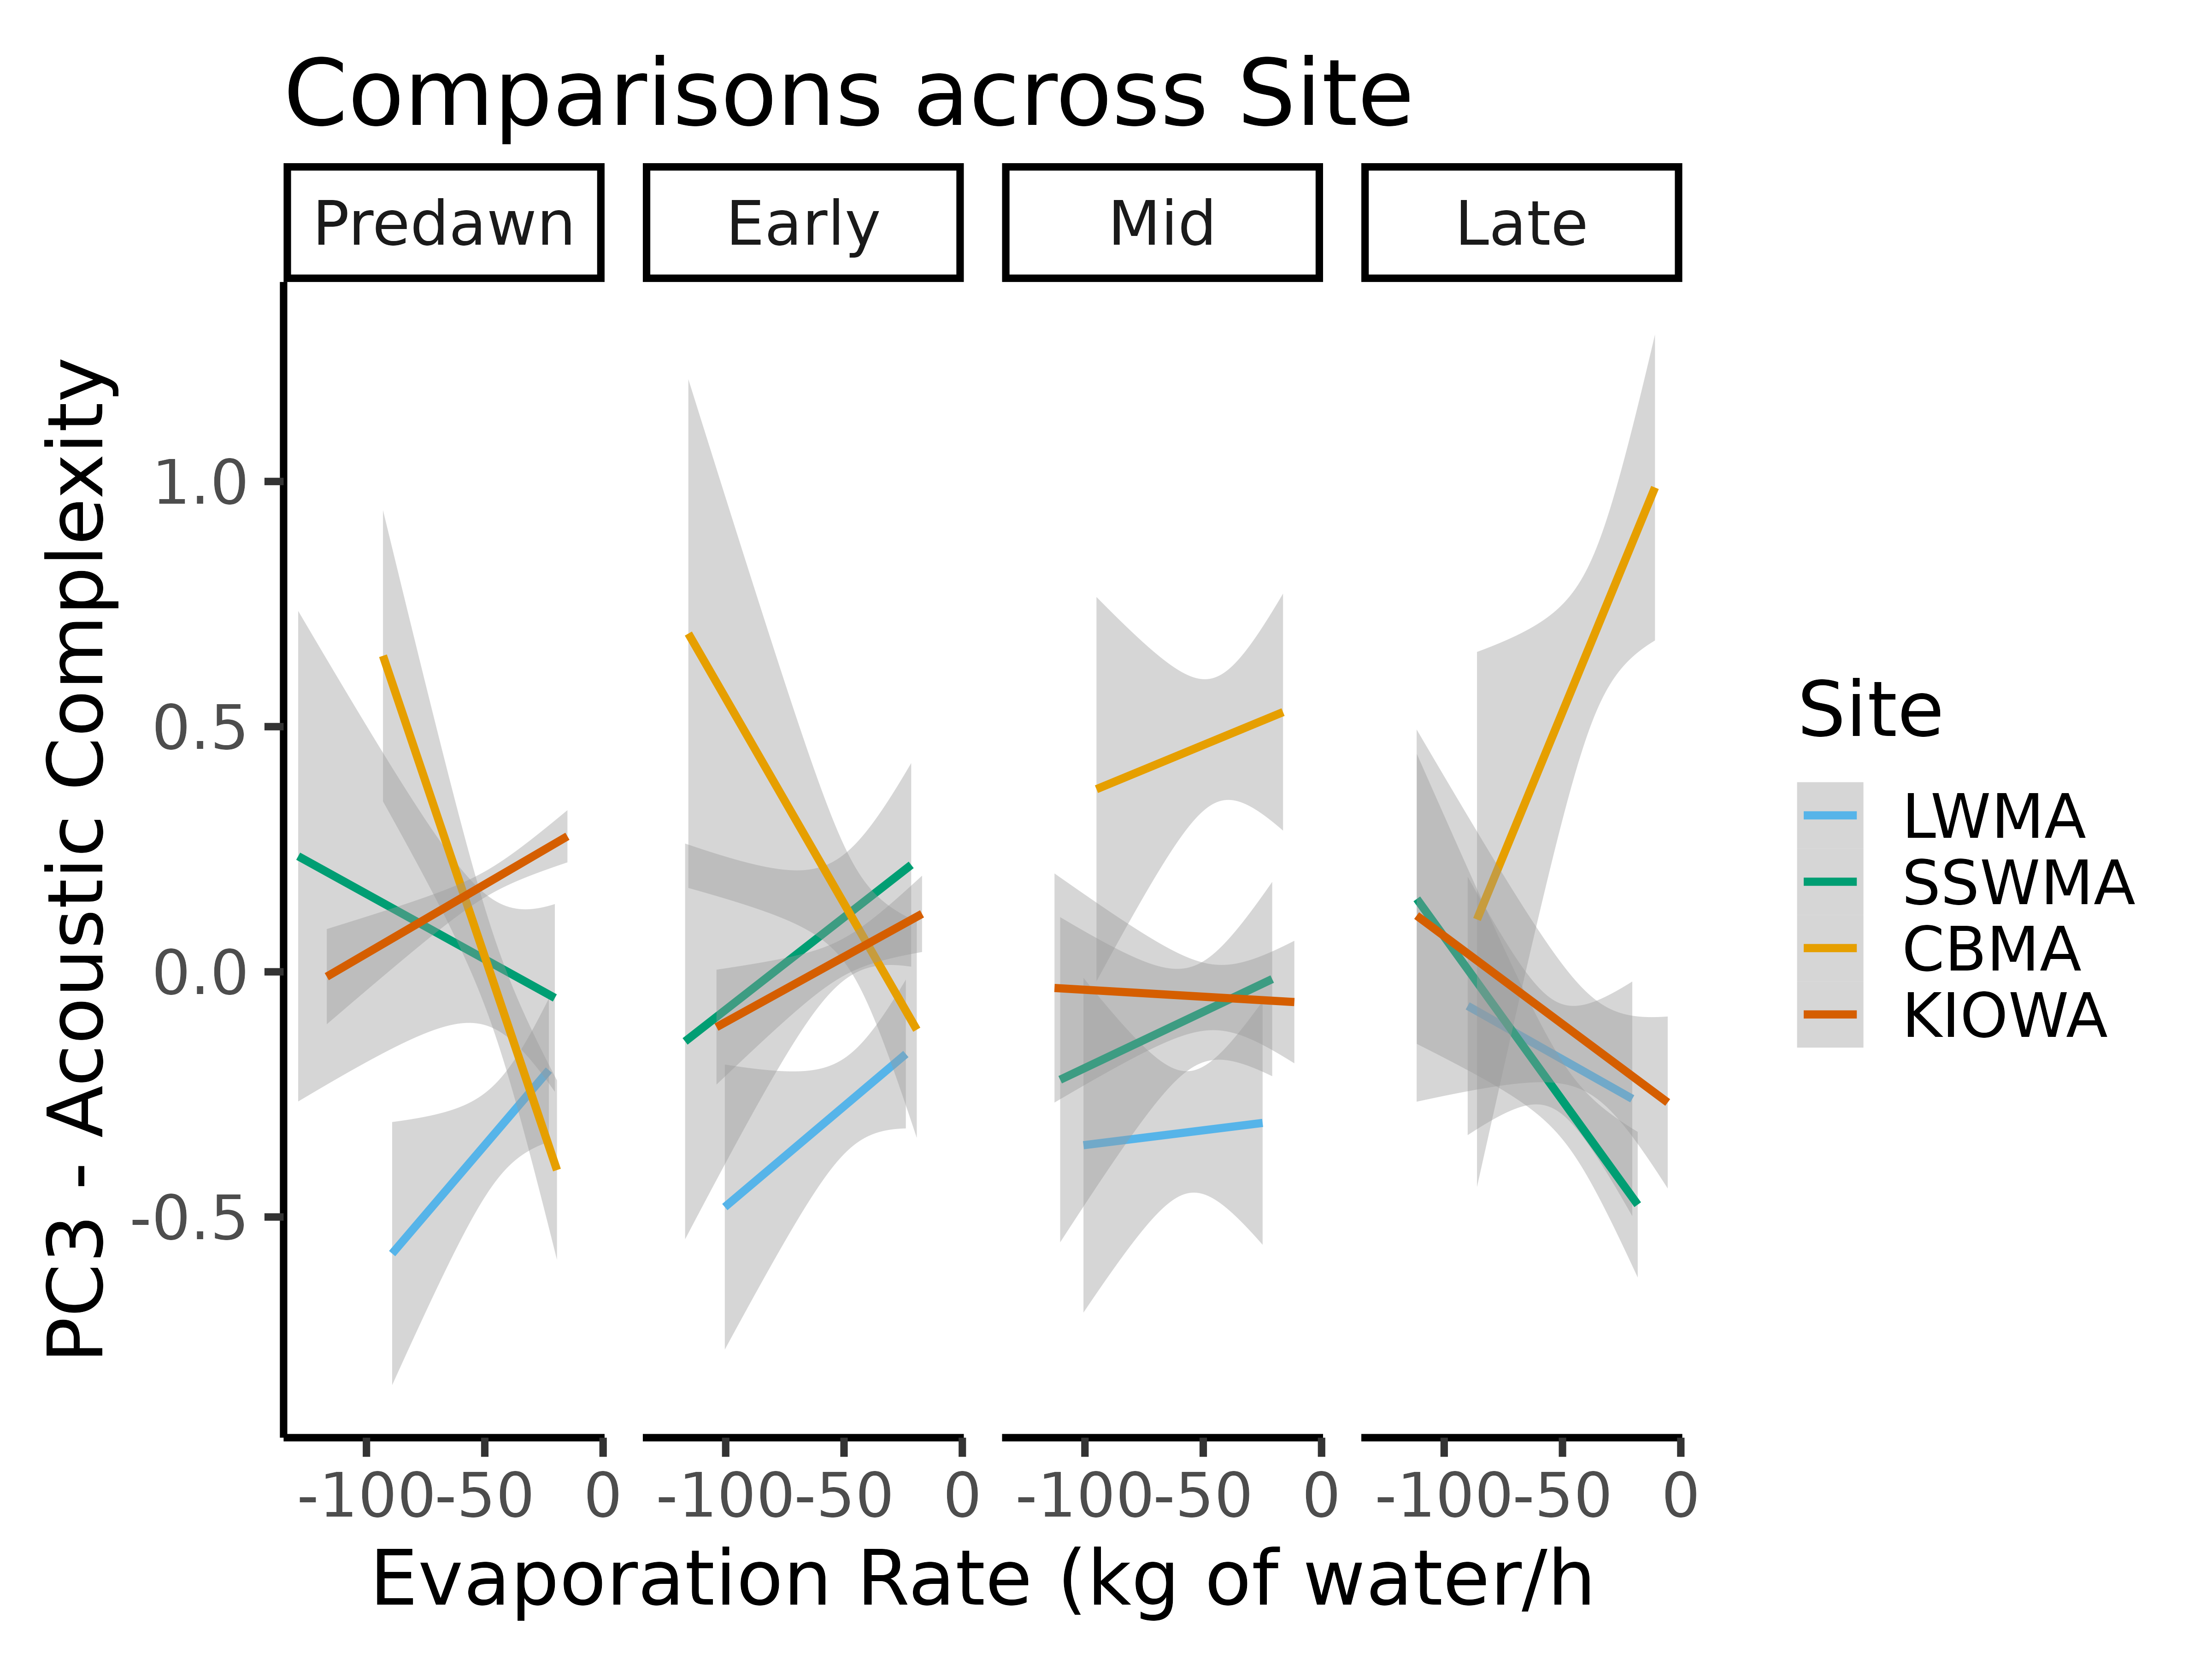 Comparisons across Site
Predawn Early Mid Late
PC3 - Acoustic Complexity
1.0
0.5
0.0
-0.5
-100 -50 0 -100 -50 0 -100 -50 0 -100 -50 0
Evaporation Rate (kg of water/h
Site
LWMA
SSWMA
CBMA
KIOWA